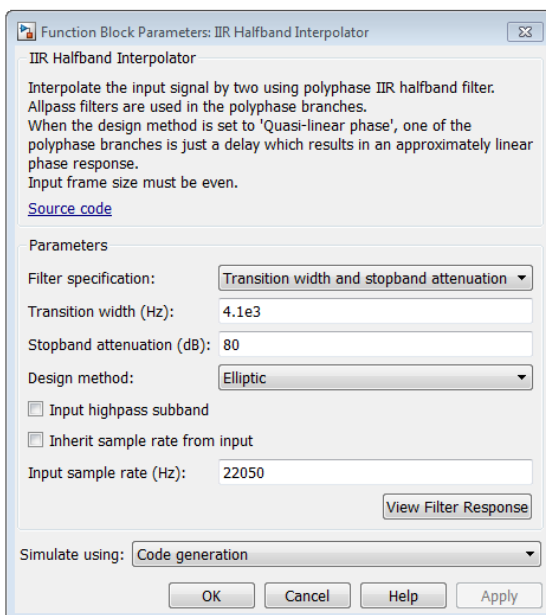 Function Block Parameters: IIR Halfband Interpolator
IIR Halfband Interpolator
Interpolate the input signal by two using polyphase IIR halfband filter.
Allpass filters are used in the polyphase branches.
When the design method is set to 'Quasi-linear phase', one of the
polyphase branches is just a delay which results in an approximately linear
phase response.
Input frame size must be even.
Source code
Parameters
Filter specification: Transition width and stopband attenuation
Transition width (Hz): 4.1e3
Stopband attenuation (dB): 80
Design method: Elliptic
Input highpass subband
Inherit sample rate from input
Input sample rate (Hz): 22050
View Filter Response
Simulate using: Code generation
OK Cancel Help Apply